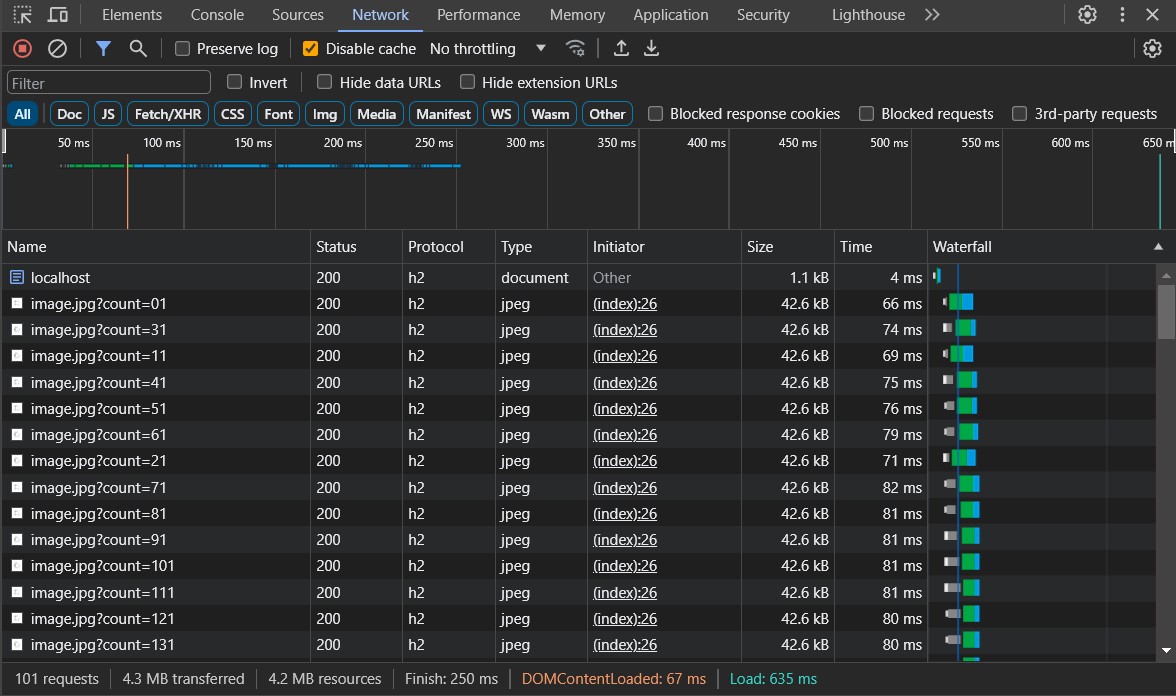 Elements Console Sources Network Performance Memory Application Security Lighthouse
Preserve log Disable cache No throttling
Filter Invert Hide data URLs Hide extension URLs
All Doc JS Fetch/XHR CSS Font Img Media Manifest WS Wasm Other Blocked response cookies Blocked requests 3rd-party requests
50 ms 100 ms 150 ms 200 ms 250 ms 300 ms 350 ms 400 ms 450 ms 500 ms 550 ms 600 ms 650 m
Name Status Protocol Type Initiator Size Time Waterfall
localhost 200 h2 document Other 1.1 kB 4 ms
image.jpg?count=01 200 h2 jpeg (index):26 42.6 kB 66 ms
image.jpg?count=31 200 h2 jpeg (index):26 42.6 kB 74 ms
image.jpg?count=11 200 h2 jpeg (index):26 42.6 kB 69 ms
image.jpg?count=41 200 h2 jpeg (index):26 42.6 kB 75 ms
image.jpg?count=51 200 h2 jpeg (index):26 42.6 kB 76 ms
image.jpg?count=61 200 h2 jpeg (index):26 42.6 kB 79 ms
image.jpg?count=21 200 h2 jpeg (index):26 42.6 kB 71 ms
image.jpg?count=71 200 h2 jpeg (index):26 42.6 kB 82 ms
image.jpg?count=81 200 h2 jpeg (index):26 42.6 kB 81 ms
image.jpg?count=91 200 h2 jpeg (index):26 42.6 kB 81 ms
image.jpg?count=101 200 h2 jpeg (index):26 42.6 kB 81 ms
image.jpg?count=111 200 h2 jpeg (index):26 42.6 kB 81 ms
image.jpg?count=121 200 h2 jpeg (index):26 42.6 kB 80 ms
image.jpg?count=131 200 h2 jpeg (index):26 42.6 kB 80 ms
101 requests 4.3 MB transferred 4.2 MB resources Finish: 250 ms DOMContentLoaded: 67 ms Load: 635 ms